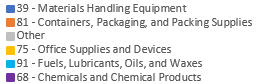 39 - Materials Handling Equipment
81 - Containers, Packaging, and Packing Supplies
Other
75 - Office Supplies and Devices
91 - Fuels, Lubricants, Oils, and Waxes
68 - Chemicals and Chemical Products